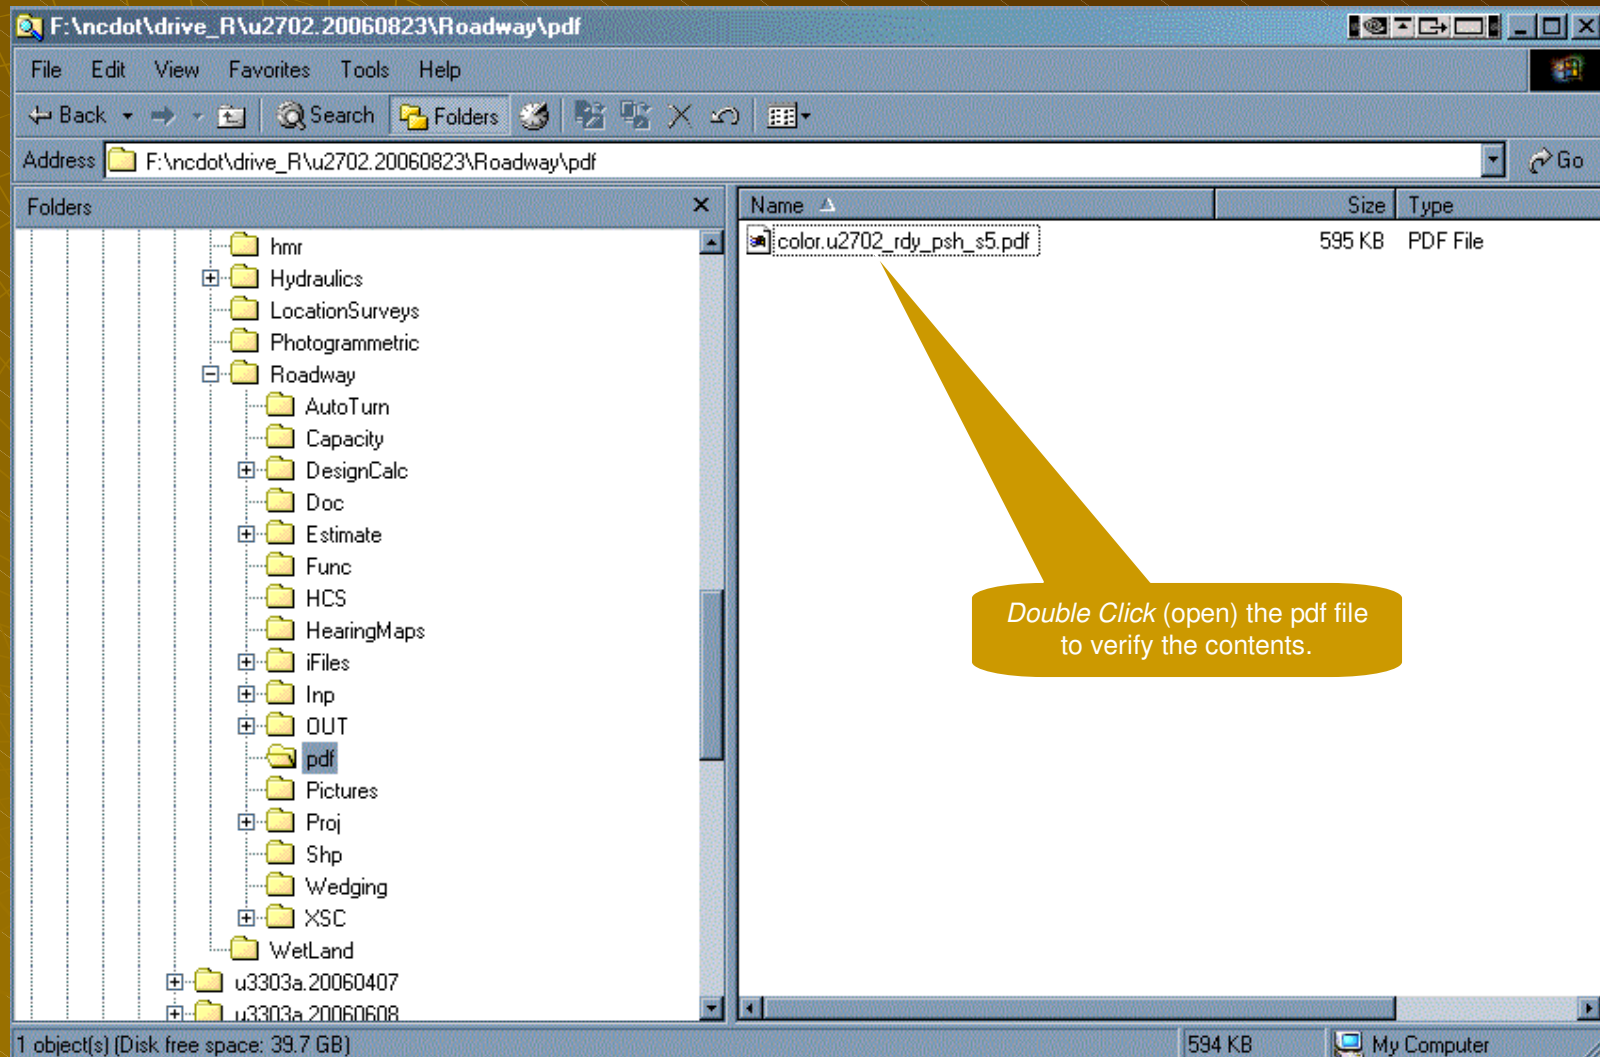 F:\ncdot\drive_R\u2702.20060823\Roadway\pdf
File Edit View Favorites Tools Help
Back Search Folders
Address F:\ncdot\drive_R\u2702.20060823\Roadway\pdf Go
Folders
Name Size Type
hmr
Hydraulics
LocationSurveys
Photogrammetric
Roadway
AutoTurn
Capacity
DesignCalc
Doc
Estimate
Func
HCS
HearingMaps
iFiles
Inp
OUT
pdf
Pictures
Proj
Shp
Wedging
XSC
WetLand
u3303a.20060407
u3303a.20060608
color.u2702_rdy_psh_s5.pdf 595 KB PDF File
Double Click (open) the pdf file
to verify the contents.
1 object(s) (Disk free space: 39.7 GB) 594 KB My Computer